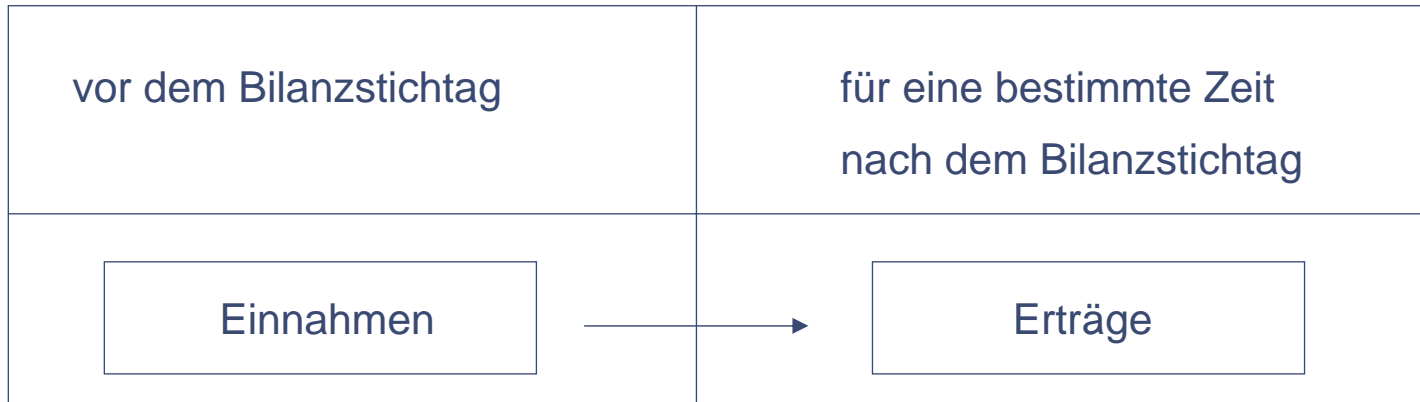 vor dem Bilanzstichtag
für eine bestimmte Zeit
nach dem Bilanzstichtag
Einnahmen
Erträge